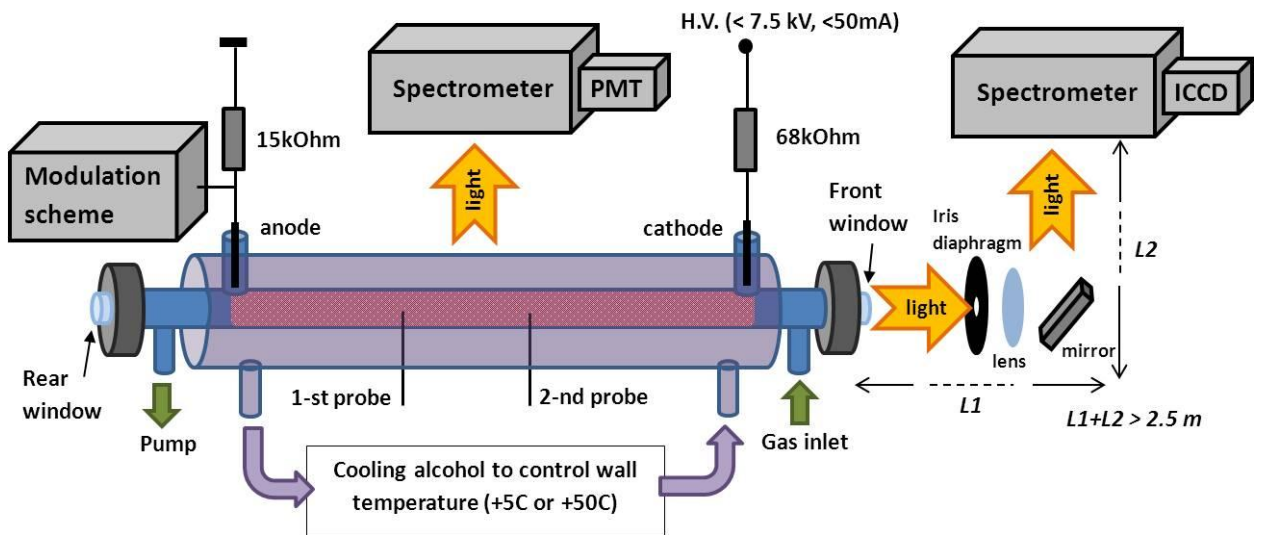 H.V. (< 7.5 kV, <50mA)
Spectrometer
PMT
Spectrometer
ICCD
15kOhm
68kOhm
Modulation
scheme
light
light
anode
cathode
Front
window
Iris
diaphragm
L2
light
lens
mirror
Rear
window
1-st probe
2-nd probe
L1
L1+L2 > 2.5 m
Pump
Gas inlet
Cooling alcohol to control wall
temperature (+5C or +50C)